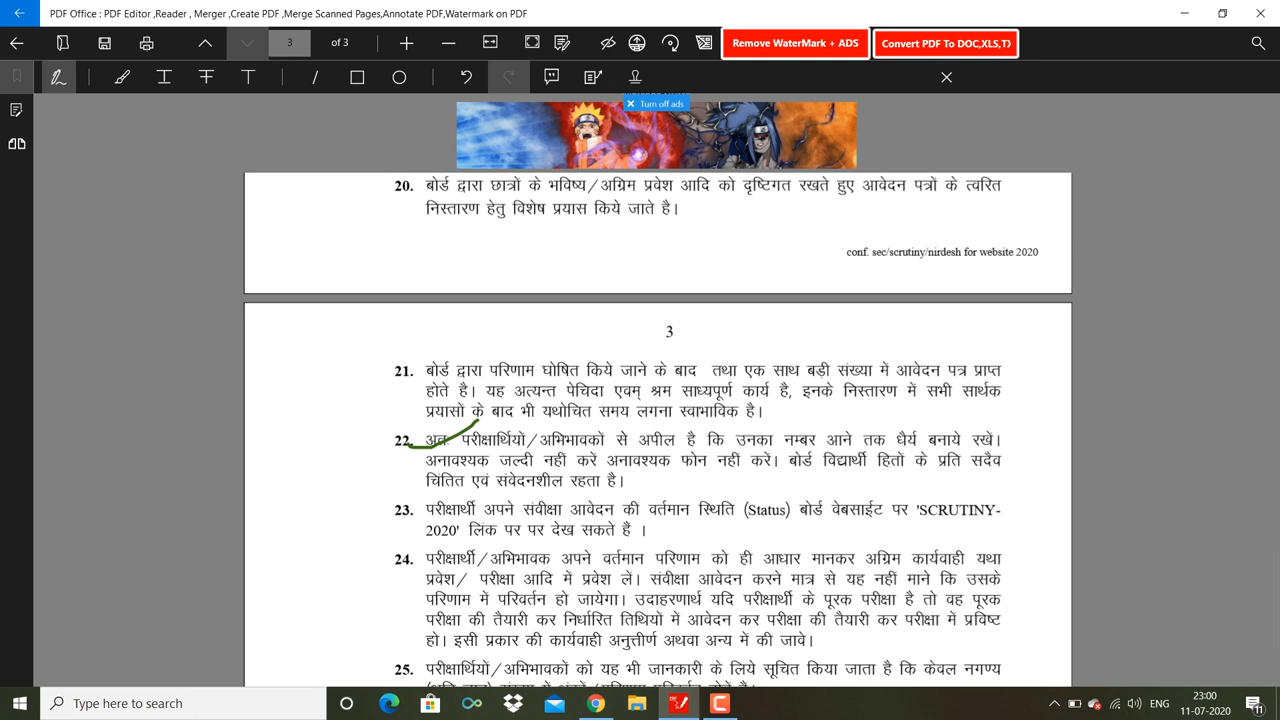 PDF Office : PDF Editor ,Reader , Merger ,Create PDF ,Merge Scanned Pages,Annotate PDF,Watermark on PDF
3 of 3 Remove WaterMark + ADS Convert PDF To DOC,XLS,TX
Turn off ads
20. बोर्ड द्वारा छात्रों के भविष्य/अग्रिम प्रवेश आदि को दृष्टिगत रखते हुए आवेदन पत्रों के त्वरित
निस्तारण हेतु विशेष प्रयास किये जाते है।
conf. sec/scrutiny/nirdesh for website 2020
3
21. बोर्ड द्वारा परिणाम घोषित किये जाने के बाद तथा एक साथ बड़ी संख्या में आवेदन पत्र प्राप्त
होते है। यह अत्यन्त पेचिदा एवम् श्रम साध्यपूर्ण कार्य है, इनके निस्तारण में सभी सार्थक
प्रयासों के बाद भी यथोचित समय लगना स्वाभाविक है।
22. अतः परीक्षार्थियों/अभिभावकों से अपील है कि उनका नम्बर आने तक धैर्य बनाये रखें।
अनावश्यक जल्दी नहीं करें अनावश्यक फोन नहीं करें। बोर्ड विद्यार्थी हितों के प्रति सदैव
चिंतित एवं संवेदनशील रहता है।
23. परीक्षार्थी अपने संवीक्षा आवेदन की वर्तमान स्थिति (Status) बोर्ड वेबसाईट पर 'SCRUTINY-
2020' लिंक पर पर देख सकते हैं ।
24. परीक्षार्थी/अभिभावक अपने वर्तमान परिणाम को ही आधार मानकर अग्रिम कार्यवाही यथा
प्रवेश/ परीक्षा आदि में प्रवेश लें। संवीक्षा आवेदन करने मात्र से यह नहीं माने कि उसके
परिणाम में परिवर्तन हो जायेगा। उदाहरणार्थ यदि परीक्षार्थी के पूरक परीक्षा है तो वह पूरक
परीक्षा की तैयारी कर निर्धारित तिथियों में आवेदन कर परीक्षा की तैयारी कर परीक्षा में प्रविष्ट
हो। इसी प्रकार की कार्यवाही अनुत्तीर्ण अथवा अन्य में की जावे।
25. परीक्षार्थियों/अभिभावकों को यह भी जानकारी के लिये सूचित किया जाता है कि केवल नगण्य
Type here to search
23:00
11-07-2020